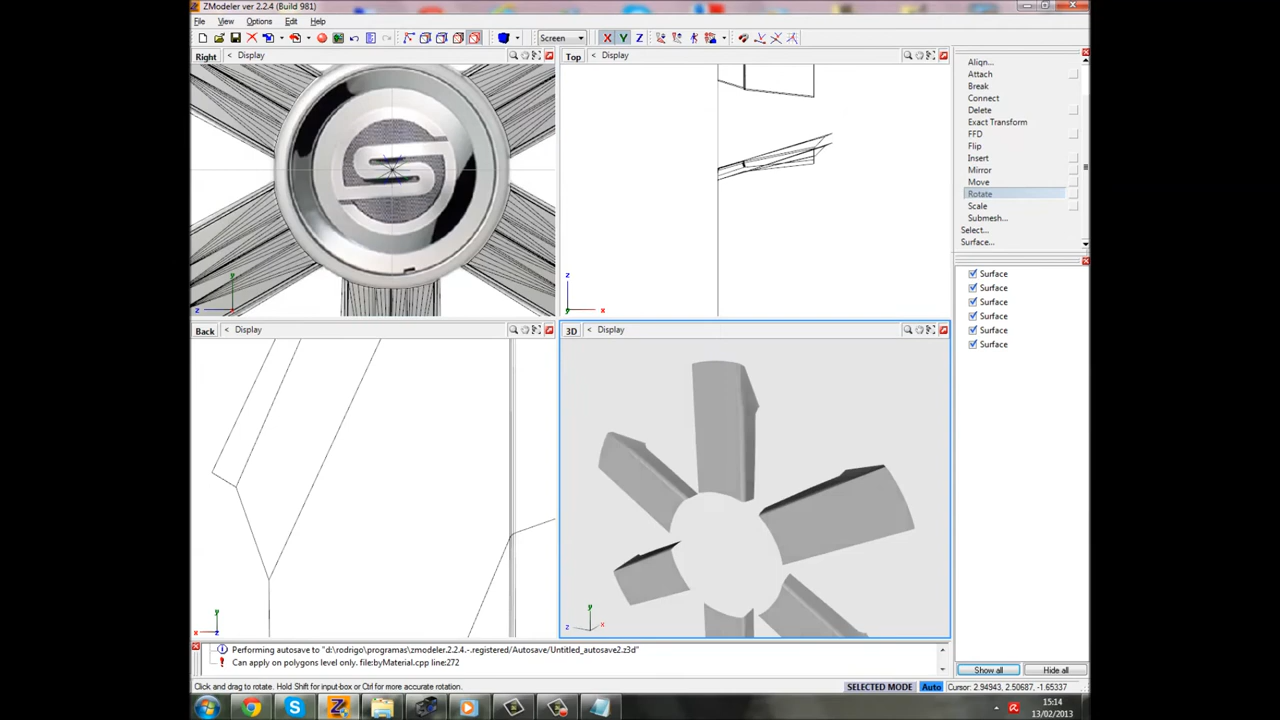 ZModeler ver 2.2.4 (Build 981)
File View Options Edit Help
Screen X Y Z
Right < Display
Top < Display
Back < Display
3D < Display
Align...
Attach
Break
Connect
Delete
Exact Transform
FFD
Flip
Insert
Mirror
Move
Rotate
Scale
Submesh...
Select...
Surface...
Surface
Surface
Surface
Surface
Surface
Surface
Show all Hide all
Performing autosave to "d:\rodrigo\programas\zmodeler.2.2.4.-.registered/Autosave/Untitled_autosave2.z3d"
Can apply on polygons level only. file:byMaterial.cpp line:272
Click and drag to rotate. Hold Shift for input-box or Ctrl for more accurate rotation.
SELECTED MODE Auto Cursor: 2.94943, 2.50687, -1.65337
15:14
13/02/2013